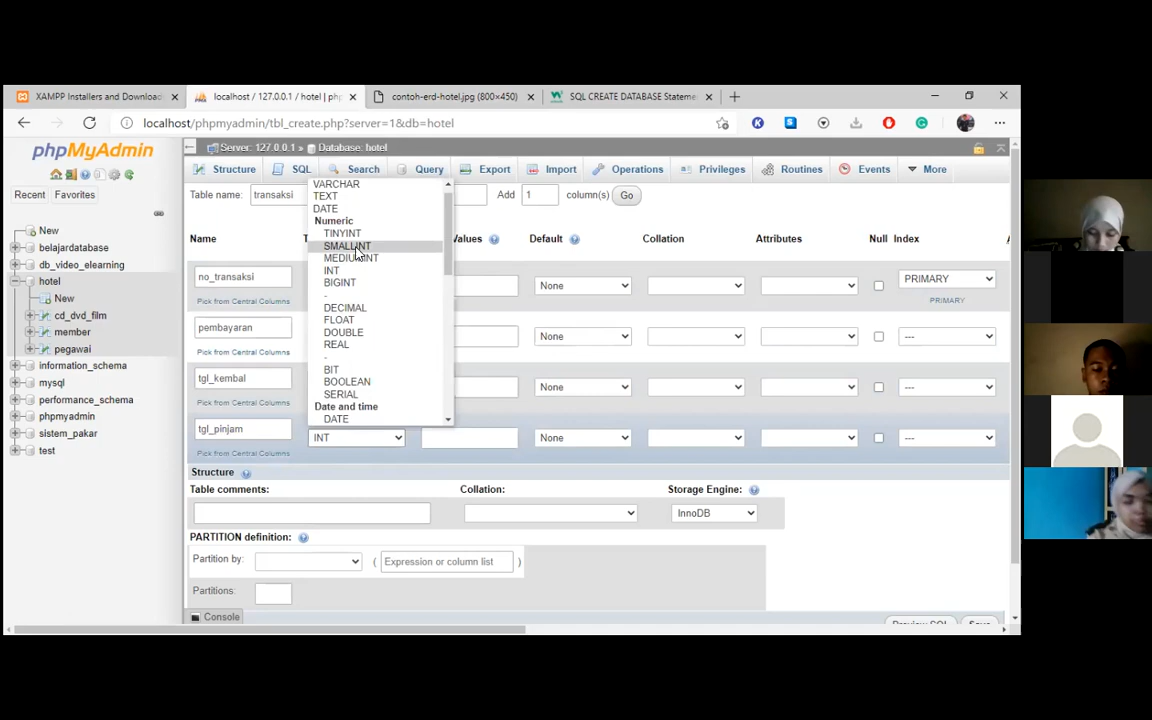 XAMPP Installers and Download
localhost / 127.0.0.1 / hotel | ph
contoh-erd-hotel.jpg (800×450)
SQL CREATE DATABASE Stateme
localhost/phpmyadmin/tbl_create.php?server=1&db=hotel
phpMyAdmin
Recent Favorites
New
belajardatabase
db_video_elearning
hotel
New
cd_dvd_film
member
pegawai
information_schema
mysql
performance_schema
phpmyadmin
sistem_pakar
test
Server: 127.0.0.1 » Database: hotel
Structure SQL Search Query Export Import Operations Privileges Routines Events More
Table name: transaksi Add 1 column(s) Go
Name Values Default Collation Attributes Null Index
no_transaksi None PRIMARY
Pick from Central Columns PRIMARY
pembayaran None ---
Pick from Central Columns
tgl_kembal None ---
Pick from Central Columns
tgl_pinjam INT None ---
Pick from Central Columns
VARCHAR
TEXT
DATE
Numeric
TINYINT
SMALLINT
MEDIUMINT
INT
BIGINT
-
DECIMAL
FLOAT
DOUBLE
REAL
-
BIT
BOOLEAN
SERIAL
Date and time
DATE
Structure
Table comments: Collation: Storage Engine:
InnoDB
PARTITION definition:
Partition by: ( Expression or column list )
Partitions:
Console
Preview SQL Save